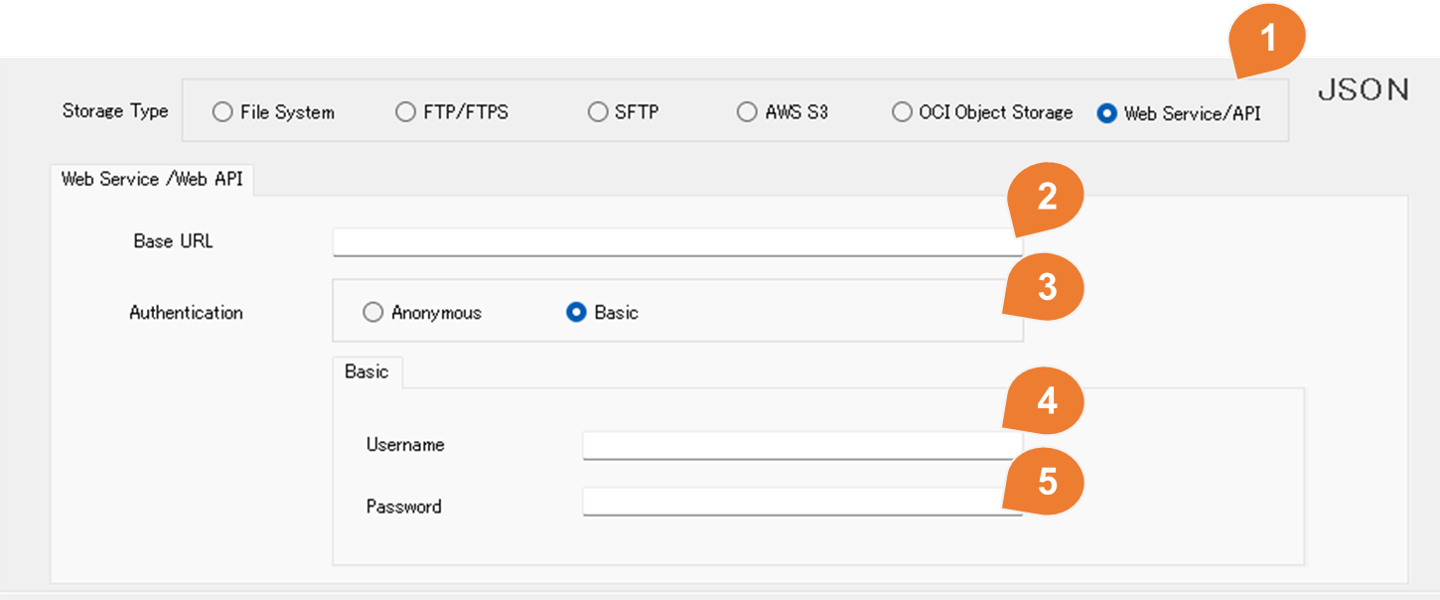 1
JSON
Storage Type File System FTP/FTPS SFTP AWS S3 OCI Object Storage Web Service/API
Web Service /Web API
2
Base URL
3
Authentication Anonymous Basic
Basic
4
Username
5
Password